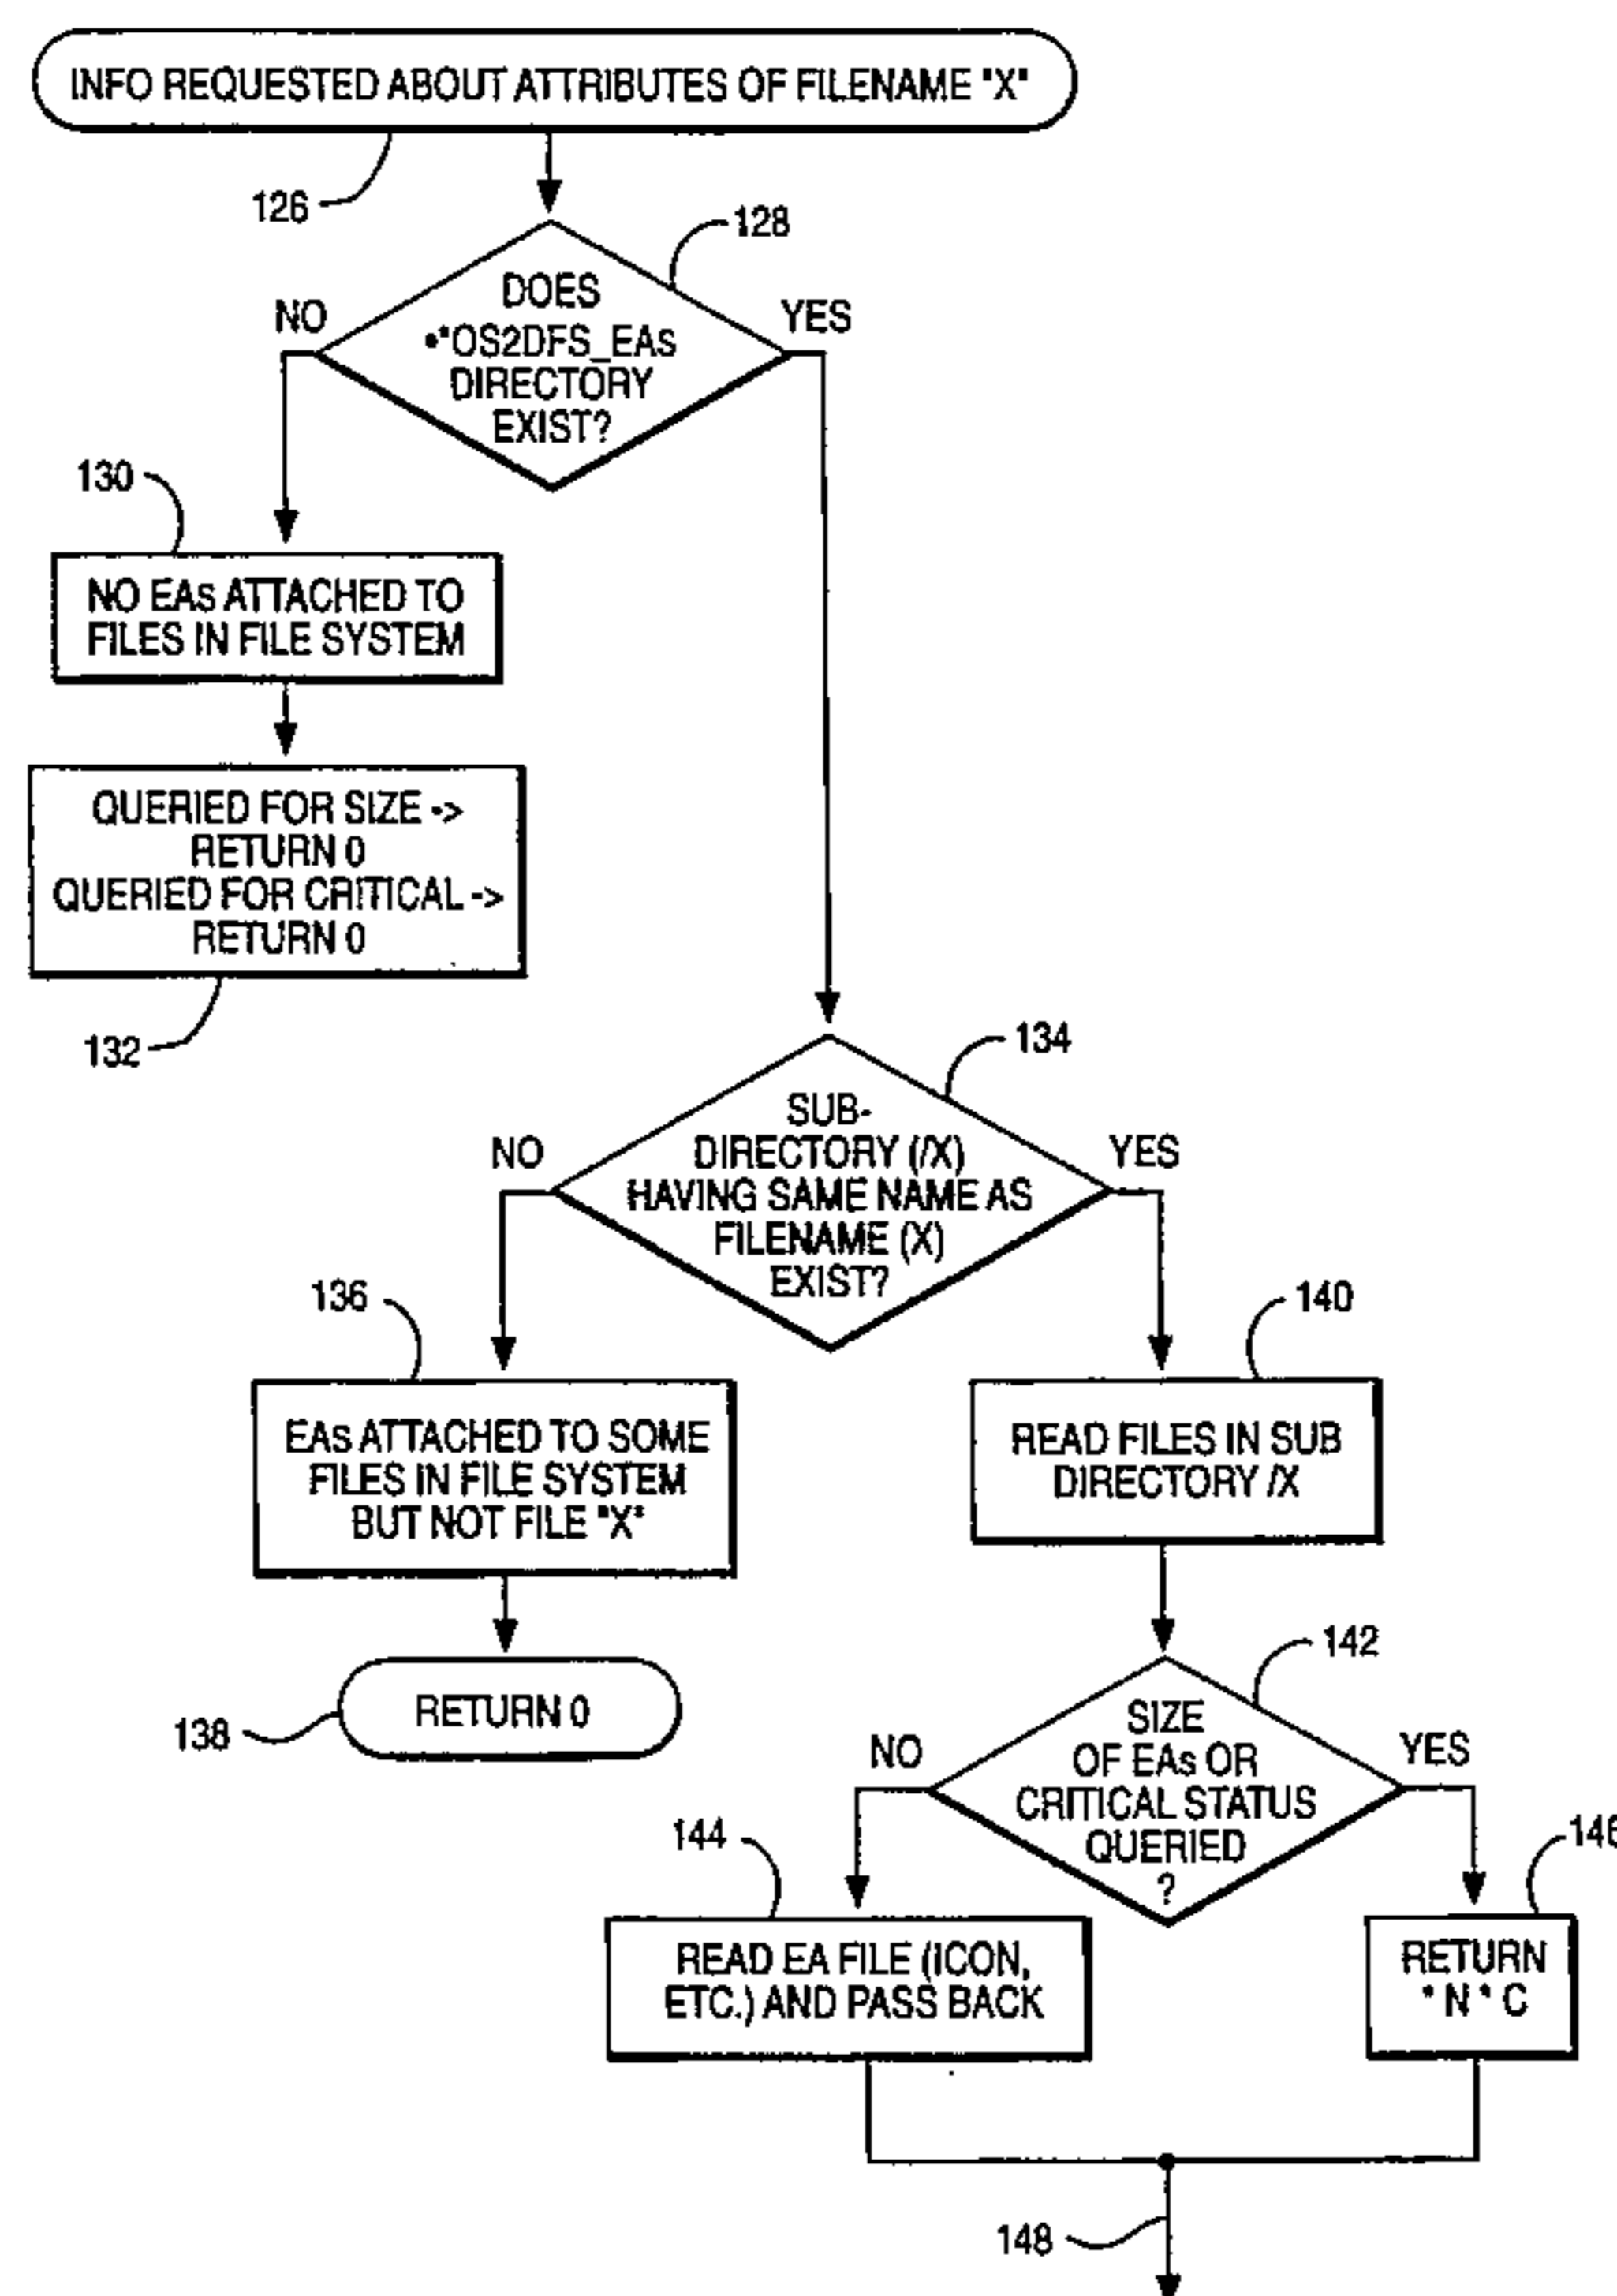 INFO REQUESTED ABOUT ATTRIBUTES OF FILENAME "X"
126
128
DOES
•"OS2DFS_EAs
DIRECTORY
EXIST?
NO
YES
130
NO EAs ATTACHED TO
FILES IN FILE SYSTEM
QUERIED FOR SIZE ->
RETURN 0
QUERIED FOR CRITICAL ->
RETURN 0
132
134
SUB-
DIRECTORY (/X)
HAVING SAME NAME AS
FILENAME (X)
EXIST?
NO
YES
136
EAs ATTACHED TO SOME
FILES IN FILE SYSTEM
BUT NOT FILE "X"
138
RETURN 0
140
READ FILES IN SUB
DIRECTORY /X
142
SIZE
OF EAs OR
CRITICAL STATUS
QUERIED
?
NO
YES
144
READ EA FILE (ICON,
ETC.) AND PASS BACK
146
RETURN
" N " C
148